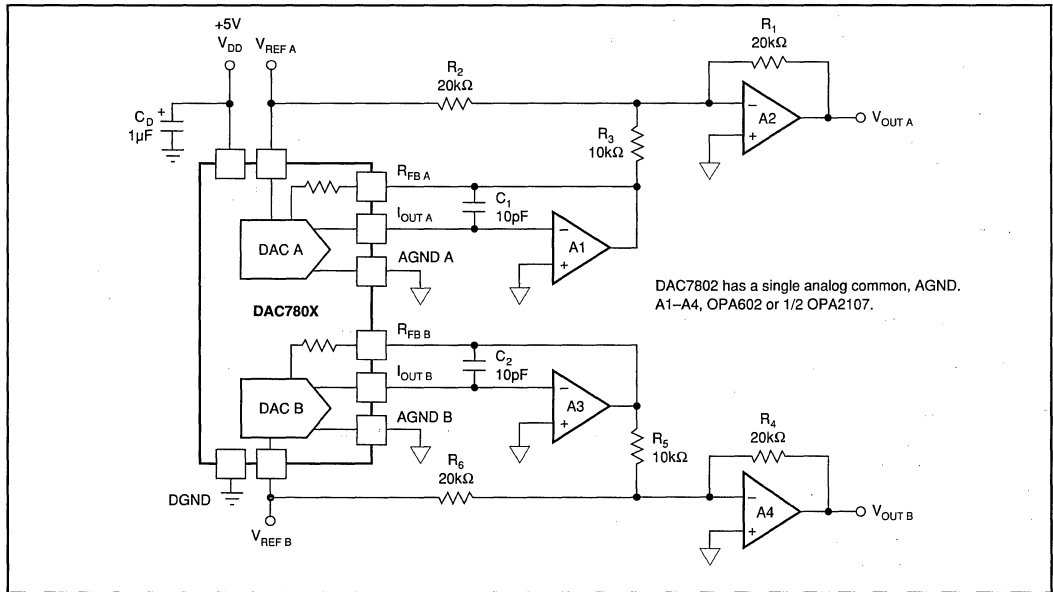 +5V
V_DD
V_REF A
R_1
20kΩ
R_2
20kΩ
C_D
+
1µF
A2
−
+
V_OUT A
R_3
10kΩ
R_FB A
C_1
10pF
I_OUT A
−
+
A1
DAC A
AGND A
DAC7802 has a single analog common, AGND.
A1–A4, OPA602 or 1/2 OPA2107.
DAC780X
R_FB B
C_2
10pF
I_OUT B
−
+
A3
DAC B
AGND B
R_4
20kΩ
R_5
10kΩ
R_6
20kΩ
DGND
−
+
A4
V_OUT B
V_REF B